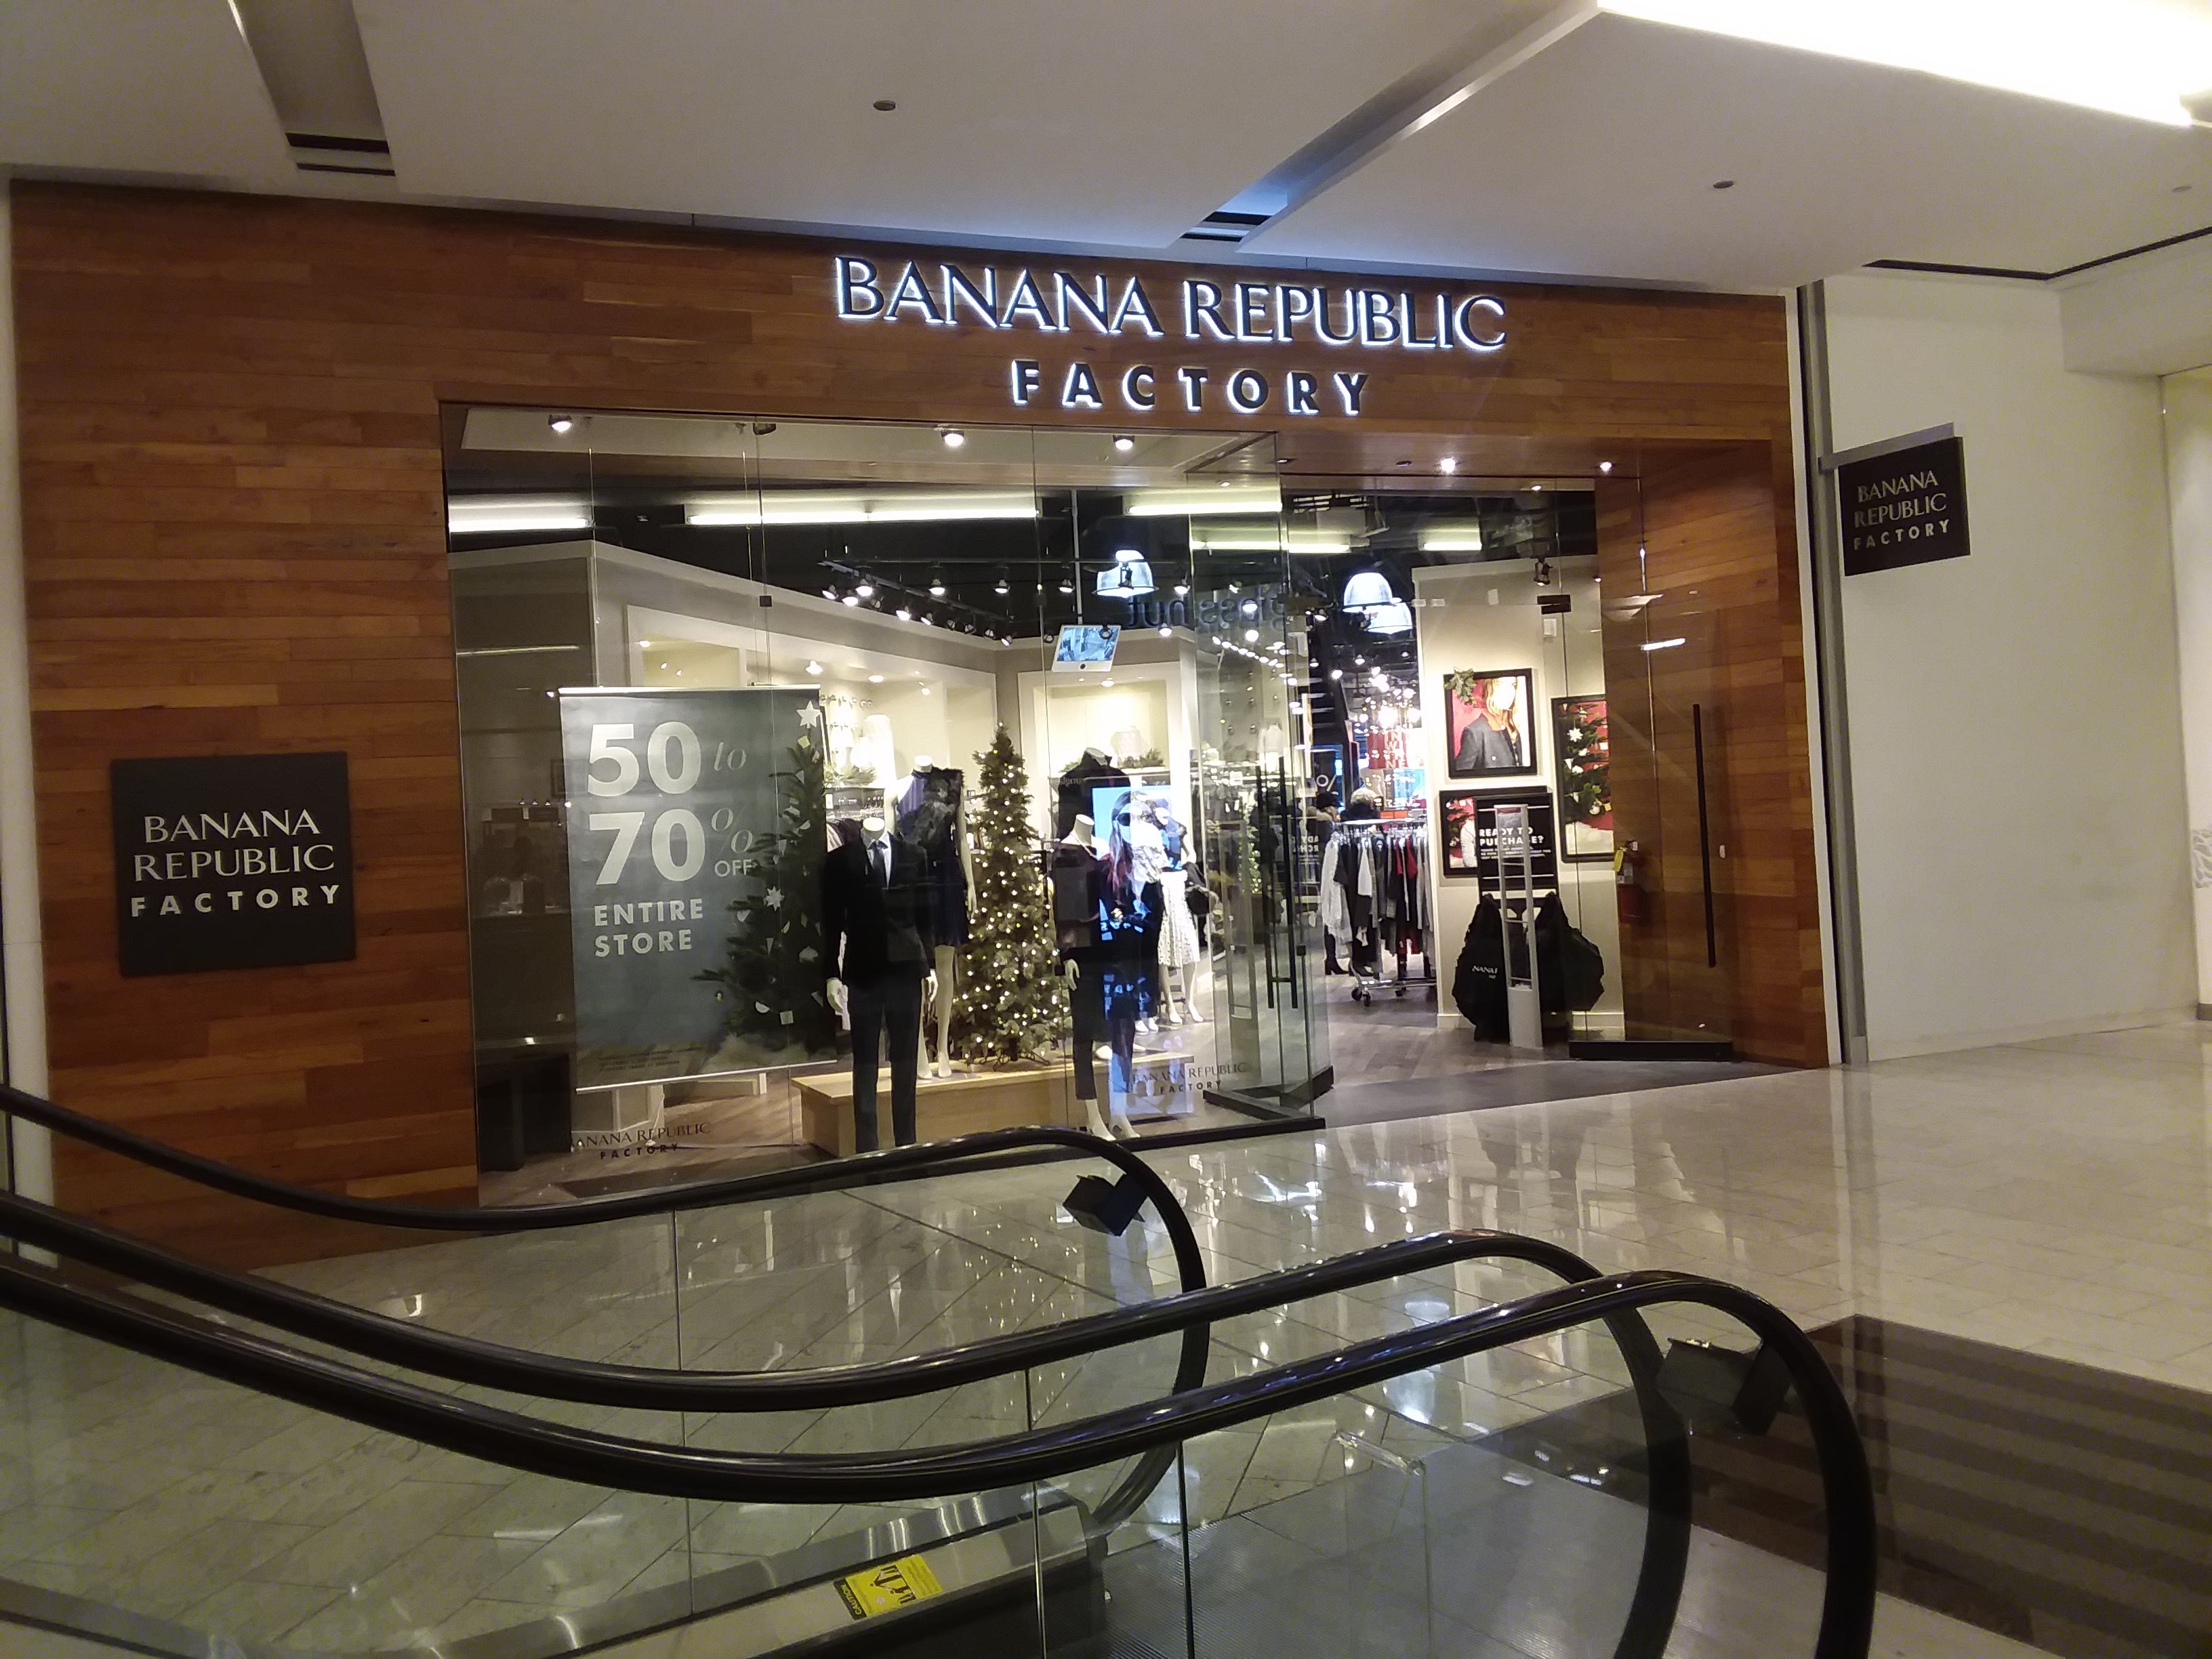 BANANA REPUBLIC
FACTORY
BANANA
REPUBLIC
FACTORY
50 to
70%
OFF
ENTIRE
STORE
BANANA
REPUBLIC
FACTORY
READY TO
PURCHASE?
BANANA REPUBLIC
FACTORY
BANANA REPUBLIC
FACTORY
CAUTION